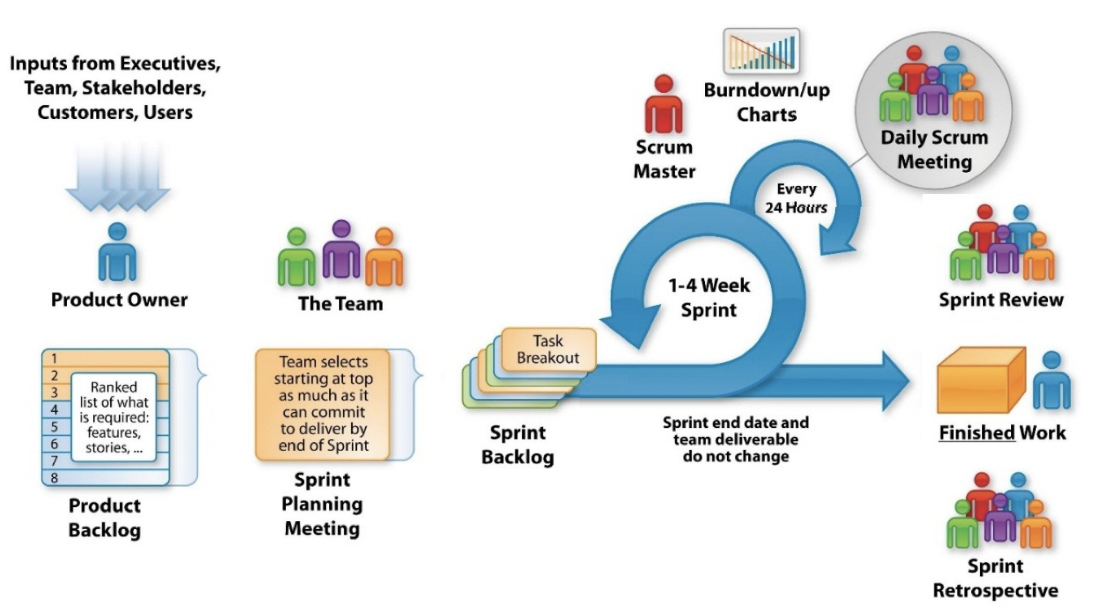 Inputs from Executives,
Team, Stakeholders,
Customers, Users
Product Owner
1
2
3
4
5
6
7
8
Ranked
list of what
is required:
features,
stories, ...
Product
Backlog
The Team
Team selects
starting at top
as much as it
can commit
to deliver by
end of Sprint
Sprint
Planning
Meeting
Task
Breakout
Sprint
Backlog
Scrum
Master
Burndown/up
Charts
Daily Scrum
Meeting
Every
24 Hours
1-4 Week
Sprint
Sprint end date and
team deliverable
do not change
Sprint Review
Finished Work
Sprint
Retrospective